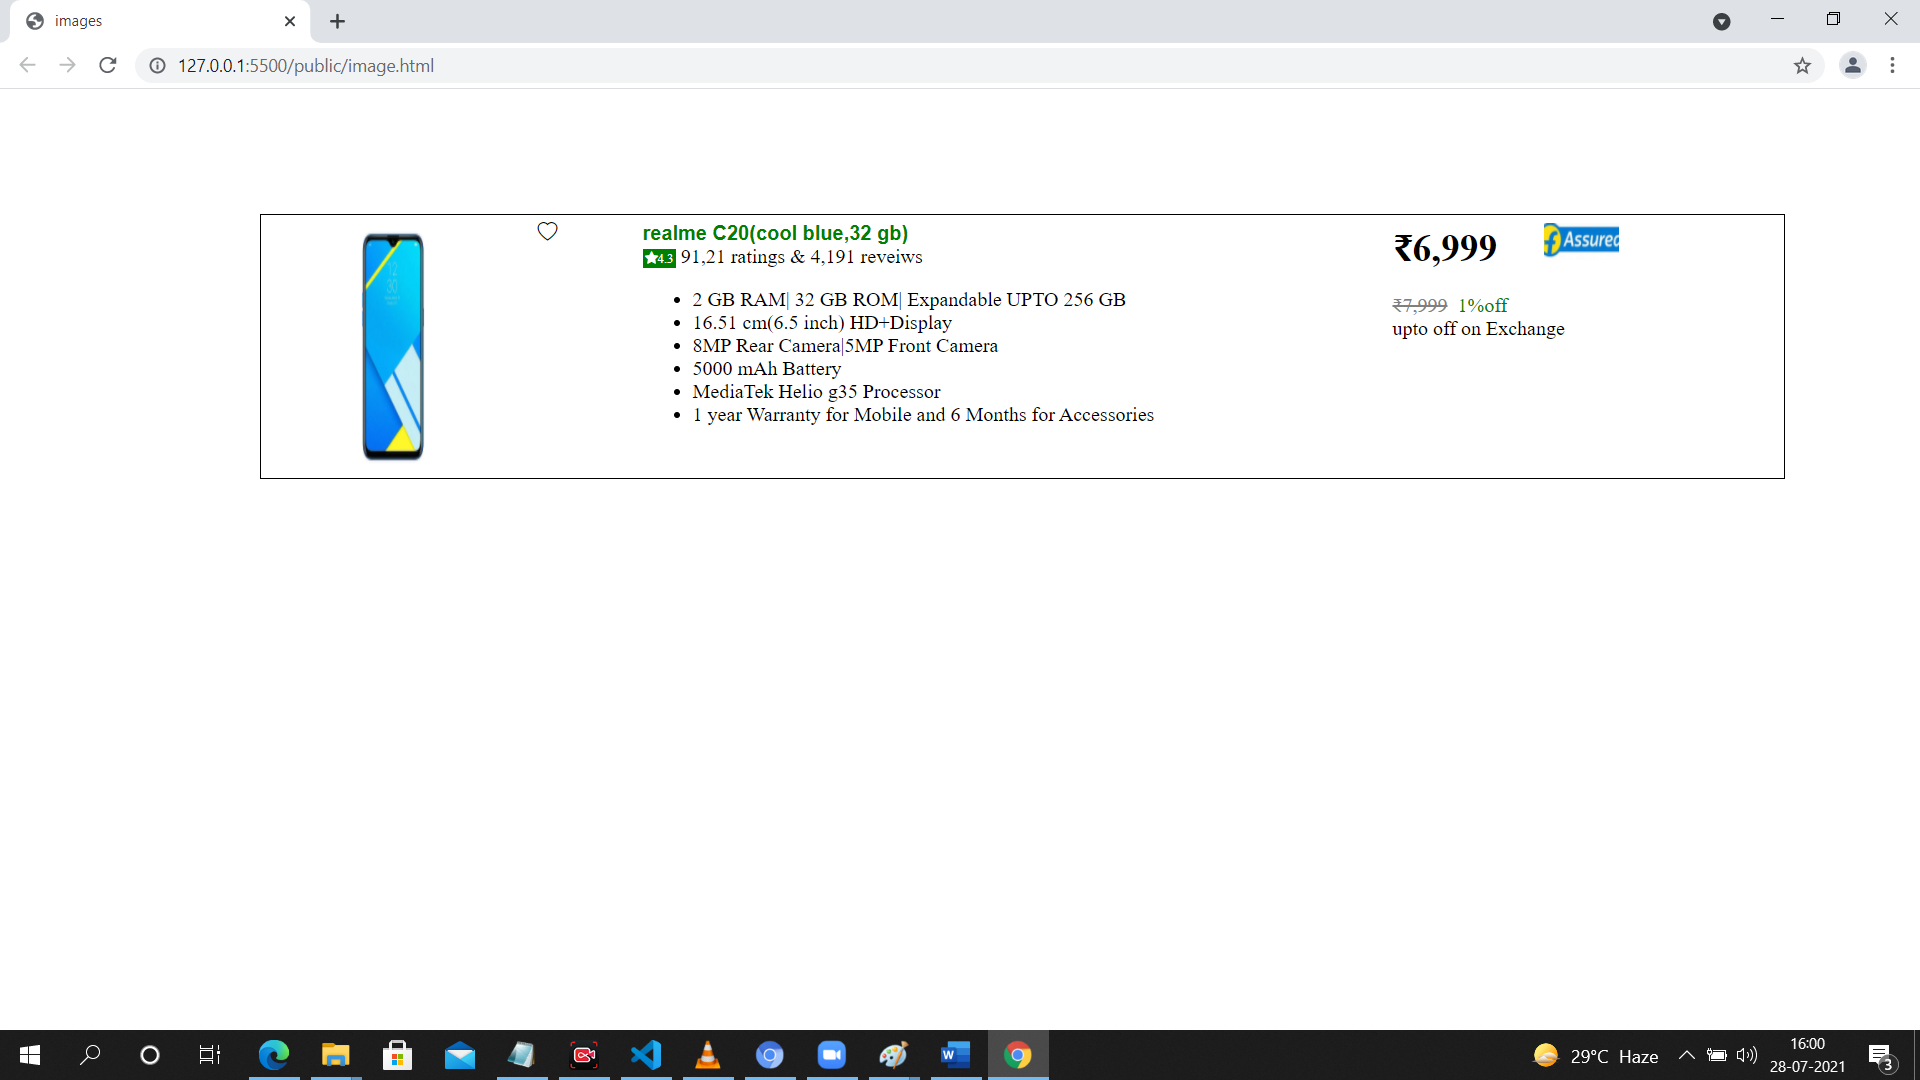 images
127.0.0.1:5500/public/image.html
realme C20(cool blue,32 gb)
4.3 91,21 ratings & 4,191 reveiws
2 GB RAM| 32 GB ROM| Expandable UPTO 256 GB
16.51 cm(6.5 inch) HD+Display
8MP Rear Camera|5MP Front Camera
5000 mAh Battery
MediaTek Helio g35 Processor
1 year Warranty for Mobile and 6 Months for Accessories
₹6,999
f Assured
₹7,999 1%off
upto off on Exchange
29°C Haze
16:00
28-07-2021
3